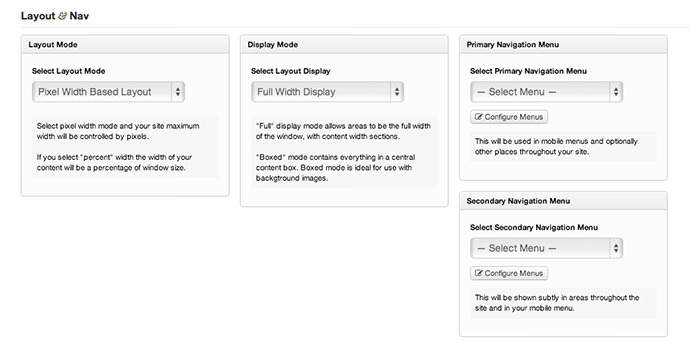 Layout & Nav
Layout Mode
Select Layout Mode
Pixel Width Based Layout
Select pixel width mode and your site maximum
width will be controlled by pixels.
If you select "percent" width the width of your
content will be a percentage of window size.
Display Mode
Select Layout Display
Full Width Display
"Full" display mode allows areas to be the full width
of the window, with content width sections.
"Boxed" mode contains everything in a central
content box. Boxed mode is ideal for use with
background images.
Primary Navigation Menu
Select Primary Navigation Menu
— Select Menu —
Configure Menus
This will be used in mobile menus and optionally
other places throughout your site.
Secondary Navigation Menu
Select Secondary Navigation Menu
— Select Menu —
Configure Menus
This will be shown subtly in areas throughout the
site and in your mobile menu.